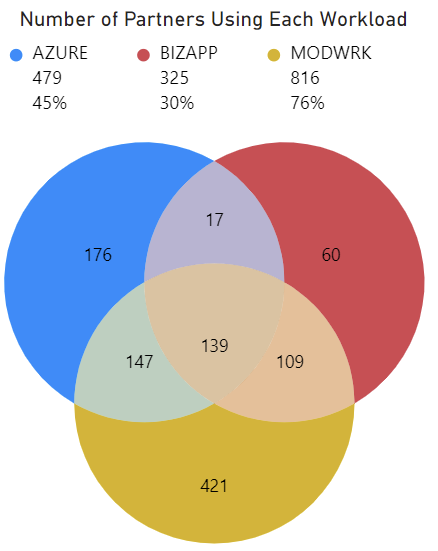 Number of Partners Using Each Workload
AZURE BIZAPP MODWRK
479 325 816
45% 30% 76%
17
176 60
139
147 109
421